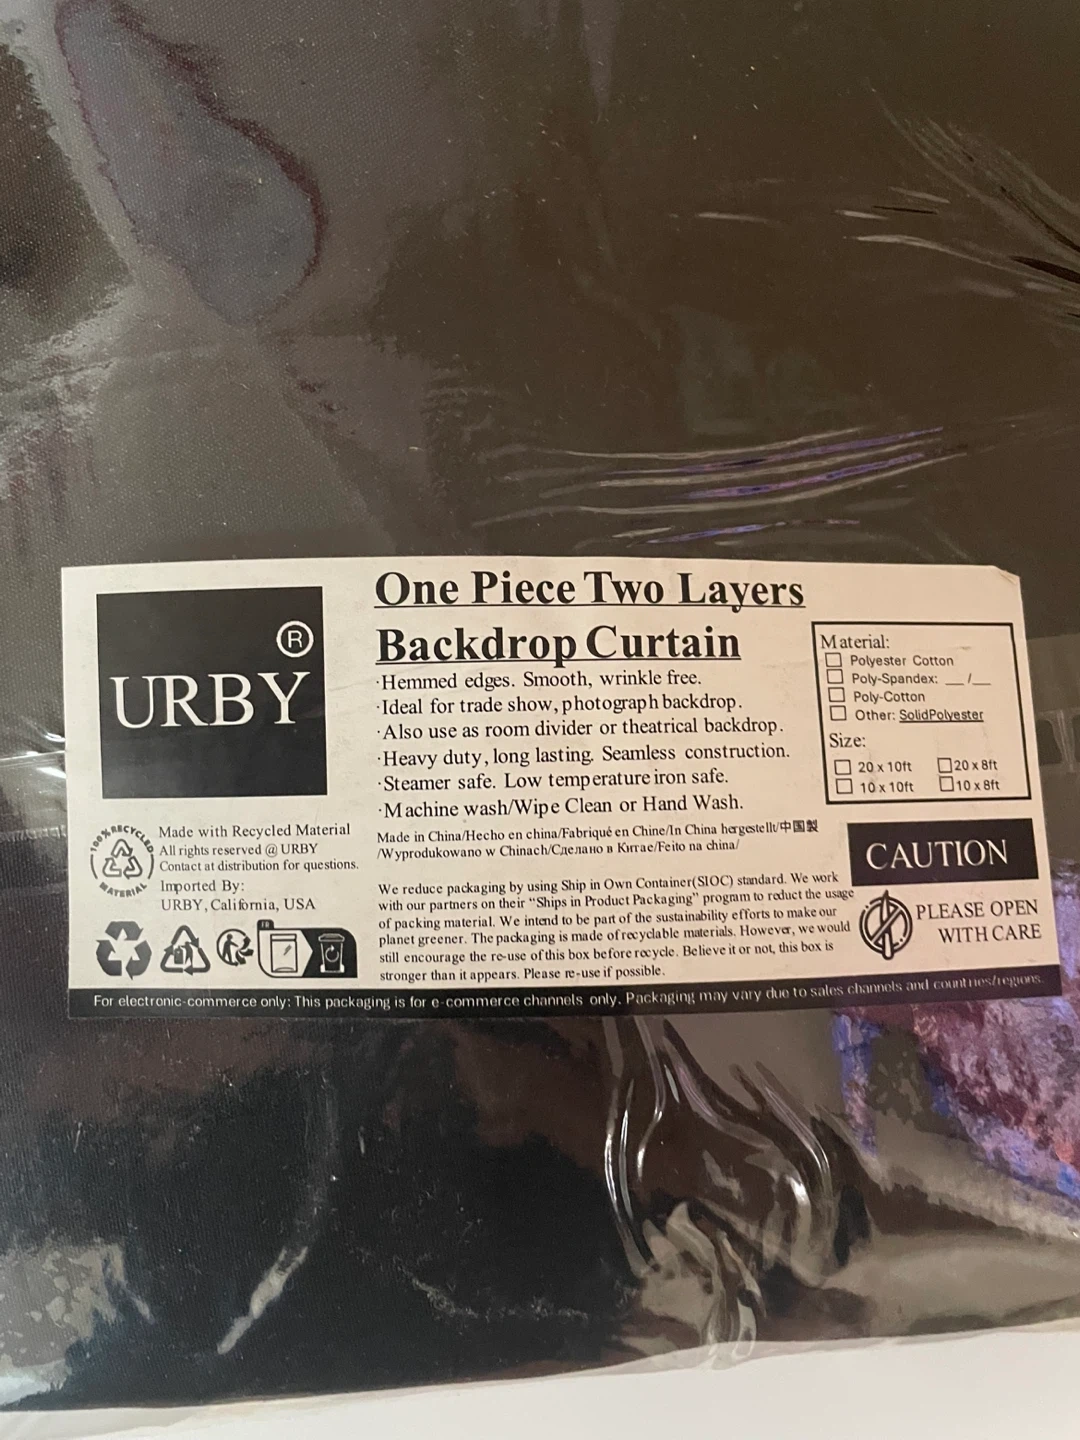 URBY
®
One Piece Two Layers
Backdrop Curtain
·Hemmed edges. Smooth, wrinkle free.
·Ideal for trade show, photograph backdrop.
·Also use as room divider or theatrical backdrop.
·Heavy duty, long lasting. Seamless construction.
·Steamer safe. Low temperature iron safe.
·Machine wash/Wipe Clean or Hand Wash.
Material:
Polyester Cotton
Poly-Spandex: __/__
Poly-Cotton
Other: SolidPolyester
Size:
20 x 10ft 20 x 8ft
10 x 10ft 10 x 8ft
100% RECYCLED MATERIAL
Made with Recycled Material
All rights reserved @ URBY
Contact at distribution for questions.
Imported By:
URBY, California, USA
Made in China/Hecho en china/Fabriqué en Chine/In China hergestellt/中国製
/Wyprodukowano w Chinach/Сделано в Китае/Feito na china/
We reduce packaging by using Ship in Own Container(SIOC) standard. We work
with our partners on their "Ships in Product Packaging" program to reduct the usage
of packing material. We intend to be part of the sustainability efforts to make our
planet greener. The packaging is made of recyclable materials. However, we would
still encourage the re-use of this box before recycle. Believe it or not, this box is
stronger than it appears. Please re-use if possible.
CAUTION
PLEASE OPEN
WITH CARE
For electronic-commerce only: This packaging is for e-commerce channels only. Packaging may vary due to sales channels and countries/regions.